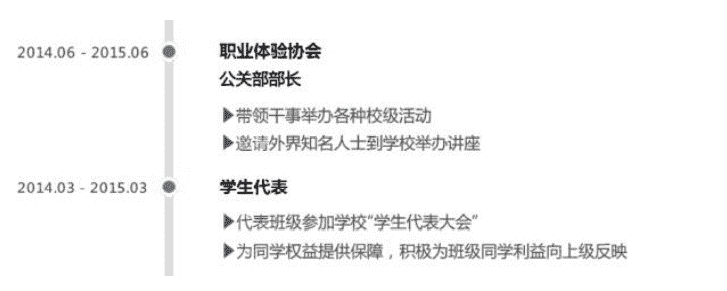 2014.06 - 2015.06 职业体验协会
公关部部长
▶带领干事举办各种校级活动
▶邀请外界知名人士到学校举办讲座
2014.03 - 2015.03 学生代表
▶代表班级参加学校“学生代表大会”
▶为同学权益提供保障，积极为班级同学利益向上级反映